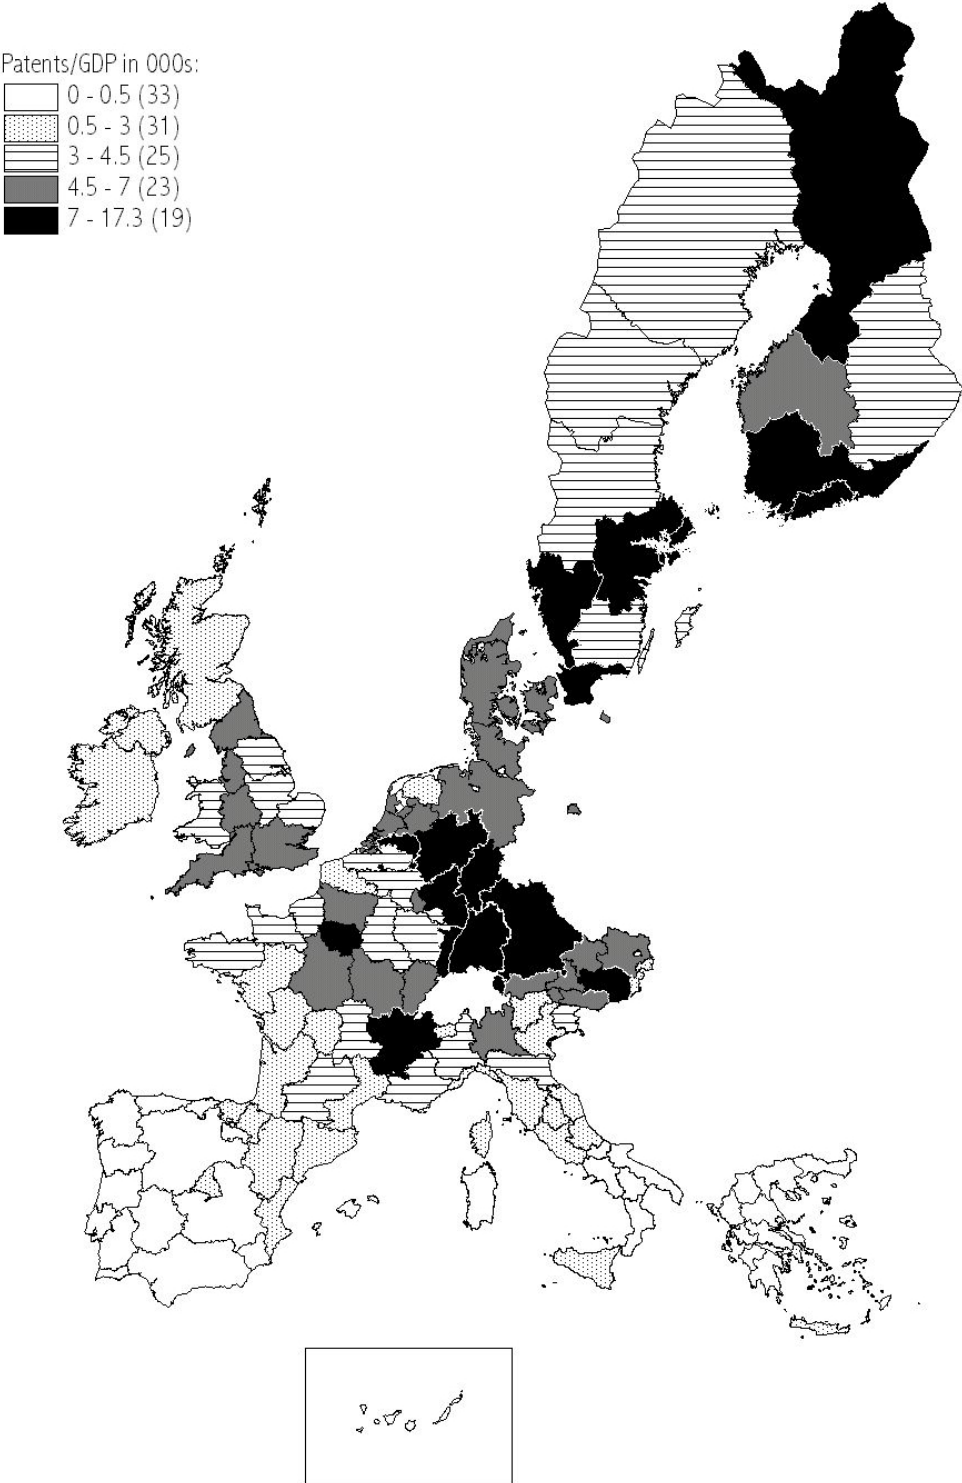 Patents/GDP in 000s:
0 - 0.5 (33)
0.5 - 3 (31)
3 - 4.5 (25)
4.5 - 7 (23)
7 - 17.3 (19)